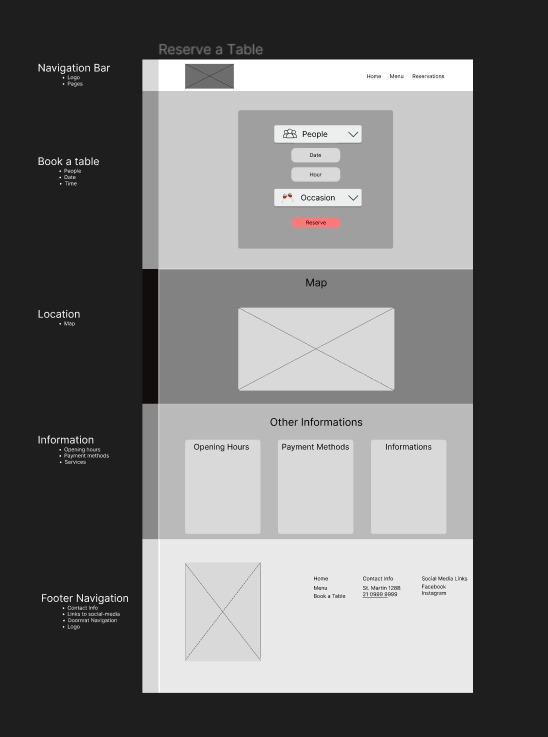 Reserve a Table
Navigation Bar
Logo
Pages
Home Menu Reservations
Book a table
People
Date
Time
People
Date
Hour
Occasion
Reserve
Location
Map
Map
Information
Opening hours
Payment methods
Services
Other Informations
Opening Hours
Payment Methods
Informations
Footer Navigation
Contact Info
Links to social-media
Doormat Navigation
Logo
Home
Menu
Book a Table
Contact Info
St. Martin 1288
21 0999 9999
Social Media Links
Facebook
Instagram